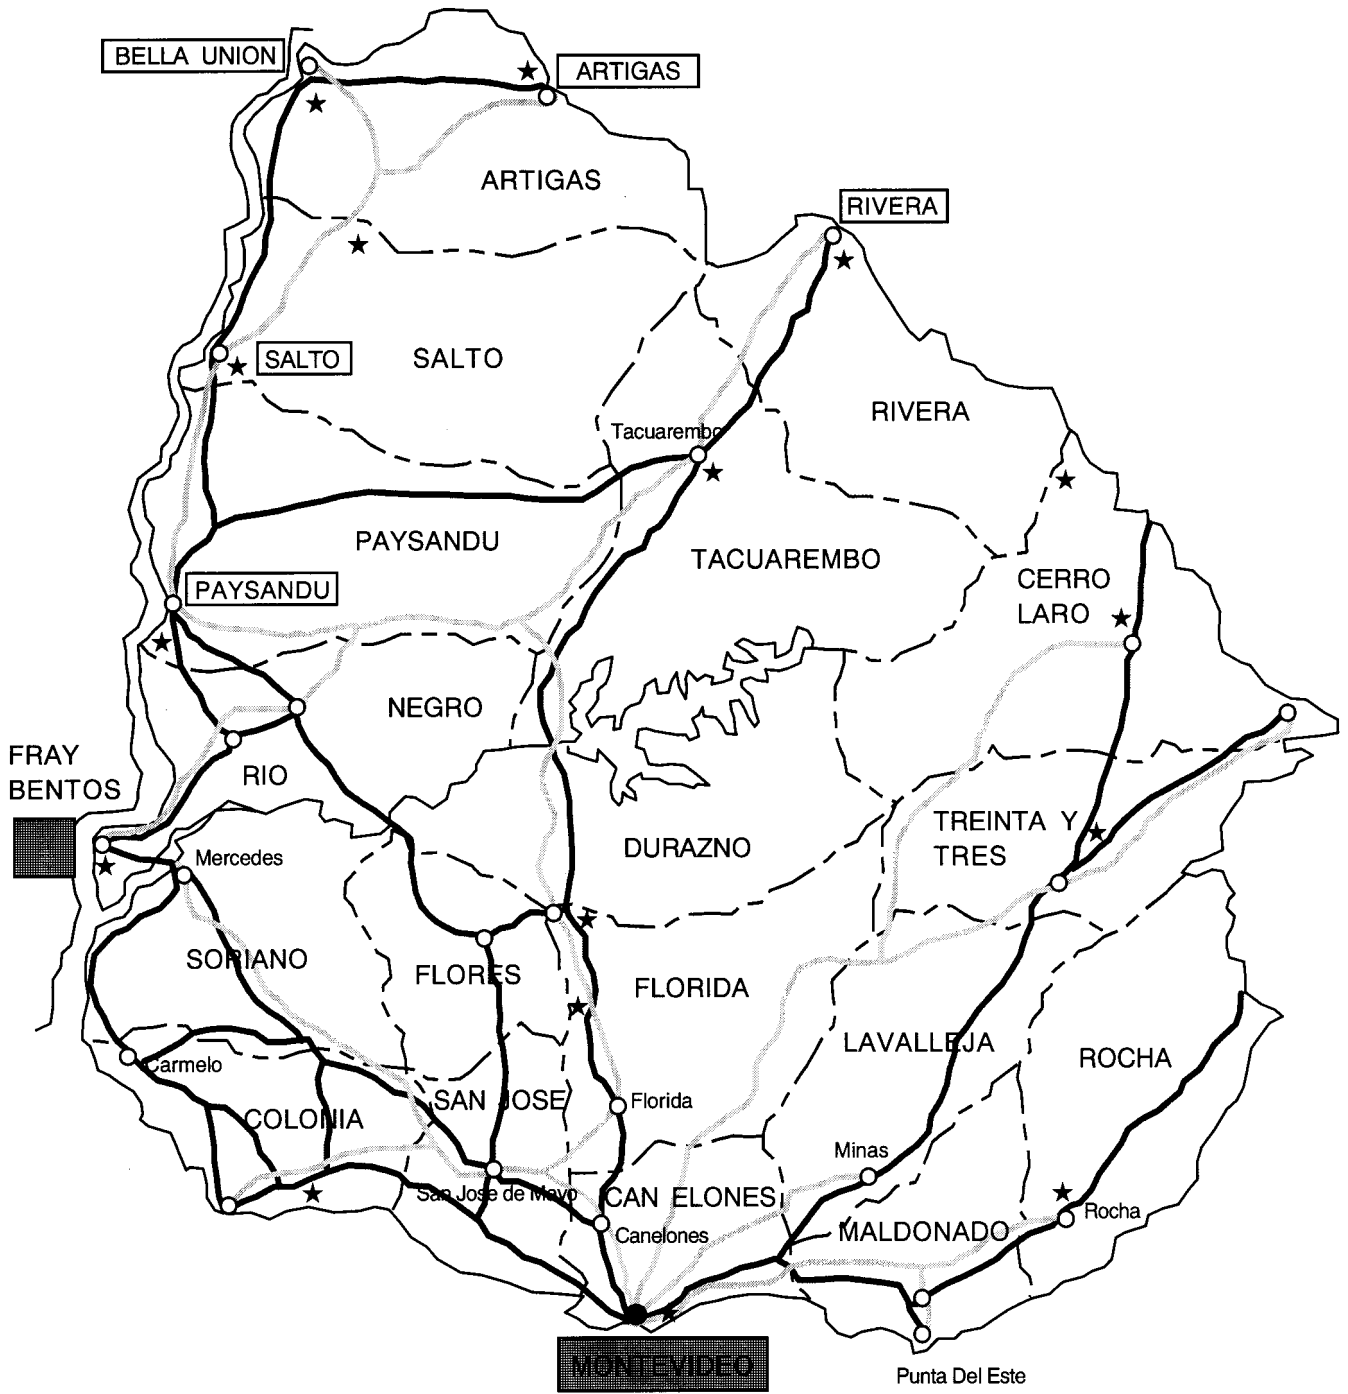 BELLA UNION
ARTIGAS
ARTIGAS
RIVERA
SALTO
SALTO
RIVERA
Tacuarembo
PAYSANDU
TACUAREMBO
CERRO
LARO
PAYSANDU
NEGRO
FRAY
BENTOS
RIO
TREINTA Y
TRES
DURAZNO
Mercedes
SORIANO
FLORES
FLORIDA
LAVALLEJA
ROCHA
Carmelo
COLONIA
SAN JOSE
Florida
Minas
San Jose de Mayo
CAN ELONES
Rocha
MALDONADO
Canelones
MONTEVIDEO
Punta Del Este